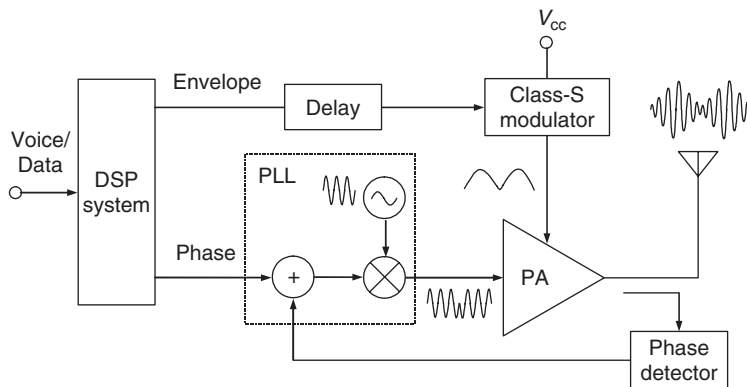 Vcc
Envelope
Delay
Class-S
modulator
Voice/
Data
DSP
system
PLL
Phase
+
PA
Phase
detector